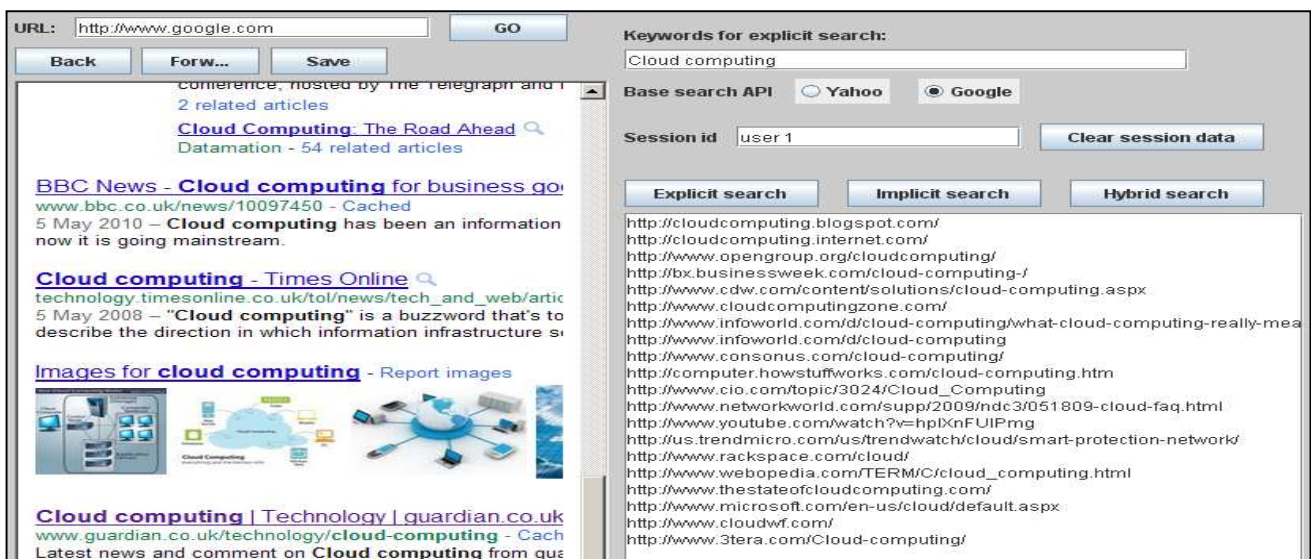 URL: http://www.google.com GO
Back Forw... Save
conference, hosted by The Telegraph and
2 related articles
Cloud Computing: The Road Ahead
Datamation - 54 related articles
BBC News - Cloud computing for business goe
www.bbc.co.uk/news/10097450 - Cached
5 May 2010 – Cloud computing has been an information
now it is going mainstream.
Cloud computing - Times Online
technology.timesonline.co.uk/tol/news/tech_and_web/artic
5 May 2008 – "Cloud computing" is a buzzword that's to
describe the direction in which information infrastructure
Images for cloud computing - Report images
Cloud Computing
Cloud computing | Technology | guardian.co.uk
www.guardian.co.uk/technology/cloud-computing - Cach
Latest news and comment on Cloud computing from gua
Keywords for explicit search:
Cloud computing
Base search API Yahoo Google
Session id user 1 Clear session data
Explicit search Implicit search Hybrid search
http://cloudcomputing.blogspot.com/
http://cloudcomputing.internet.com/
http://www.opengroup.org/cloudcomputing/
http://bx.businessweek.com/cloud-computing-/
http://www.cdw.com/content/solutions/cloud-computing.aspx
http://www.cloudcomputingzone.com/
http://www.infoworld.com/d/cloud-computing/what-cloud-computing-really-mea
http://www.infoworld.com/d/cloud-computing
http://www.consonus.com/cloud-computing/
http://computer.howstuffworks.com/cloud-computing.htm
http://www.cio.com/topic/3024/Cloud_Computing
http://www.networkworld.com/supp/2009/ndc3/051809-cloud-faq.html
http://www.youtube.com/watch?v=hplXnFUlPmg
http://us.trendmicro.com/us/trendwatch/cloud/smart-protection-network/
http://www.rackspace.com/cloud/
http://www.webopedia.com/TERM/C/cloud_computing.html
http://www.thestateofcloudcomputing.com/
http://www.microsoft.com/en-us/cloud/default.aspx
http://www.cloudwf.com/
http://www.3tera.com/Cloud-computing/